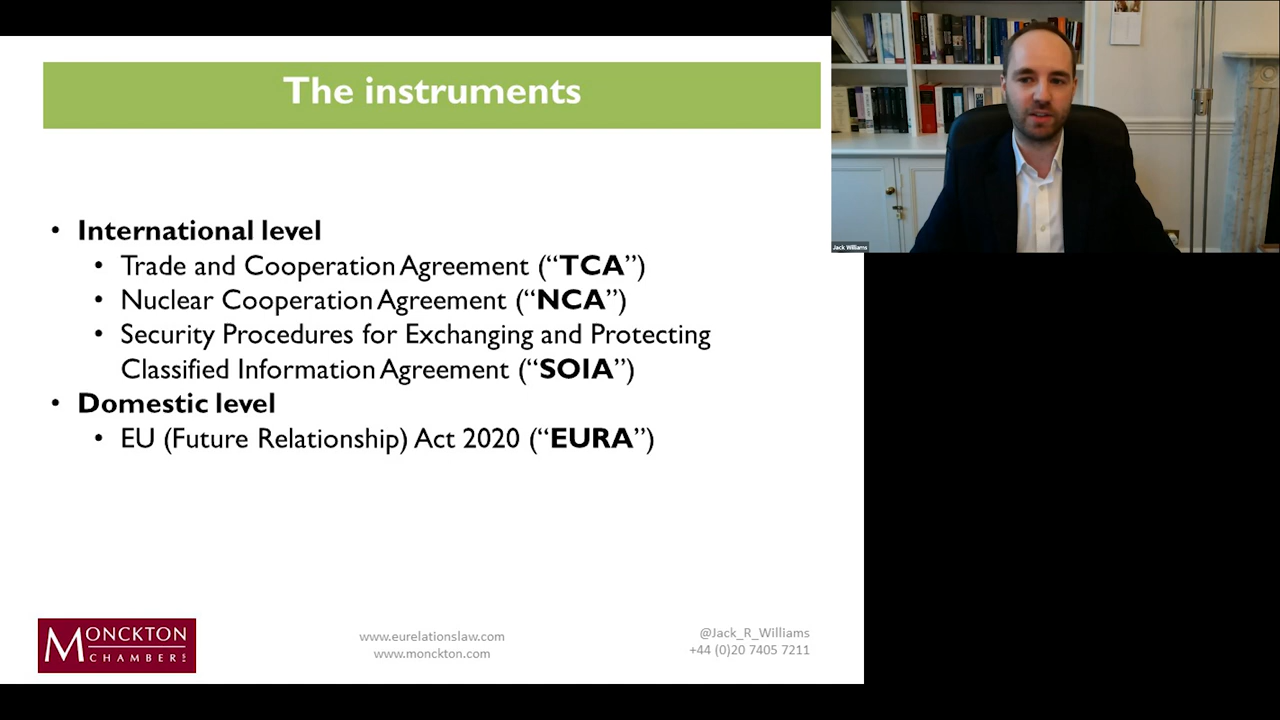 The instruments
• International level
• Trade and Cooperation Agreement (“TCA”)
• Nuclear Cooperation Agreement (“NCA”)
• Security Procedures for Exchanging and Protecting
Classified Information Agreement (“SOIA”)
• Domestic level
• EU (Future Relationship) Act 2020 (“EURA”)
MONCKTON
CHAMBERS
www.eurelationslaw.com
www.monckton.com
@Jack_R_Williams
+44 (0)20 7405 7211
Jack Williams